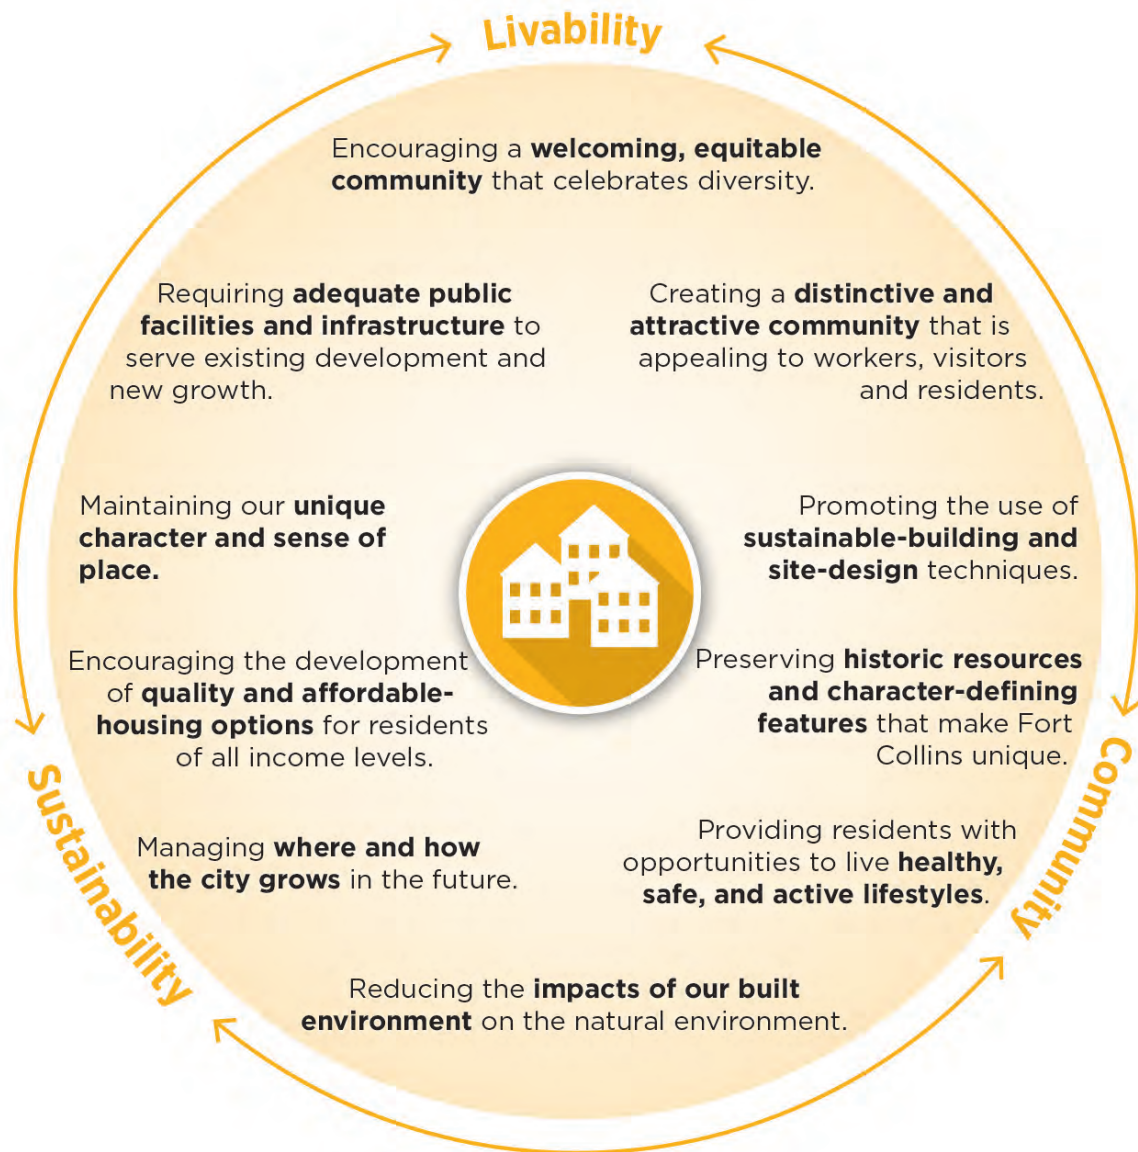 Livability
Encouraging a welcoming, equitable
community that celebrates diversity.
Requiring adequate public
facilities and infrastructure to
serve existing development and
new growth.
Creating a distinctive and
attractive community that is
appealing to workers, visitors
and residents.
Maintaining our unique
character and sense of
place.
Promoting the use of
sustainable-building and
site-design techniques.
Encouraging the development
of quality and affordable-
housing options for residents
of all income levels.
Preserving historic resources
and character-defining
features that make Fort
Collins unique.
Managing where and how
the city grows in the future.
Providing residents with
opportunities to live healthy,
safe, and active lifestyles.
Reducing the impacts of our built
environment on the natural environment.
Sustainability
Community